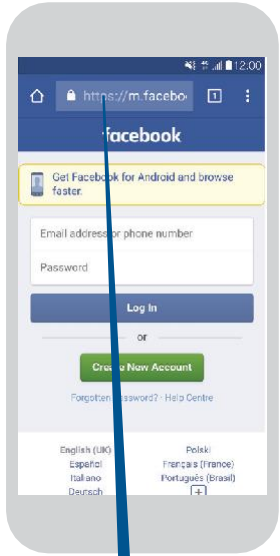 12:00
https://m.facebo
1
facebook
Get Facebook for Android and browse
faster.
Email address or phone number
Password
Log In
or
Create New Account
Forgotten password? · Help Centre
English (UK) Polski
Español Français (France)
Italiano Português (Brasil)
Deutsch +